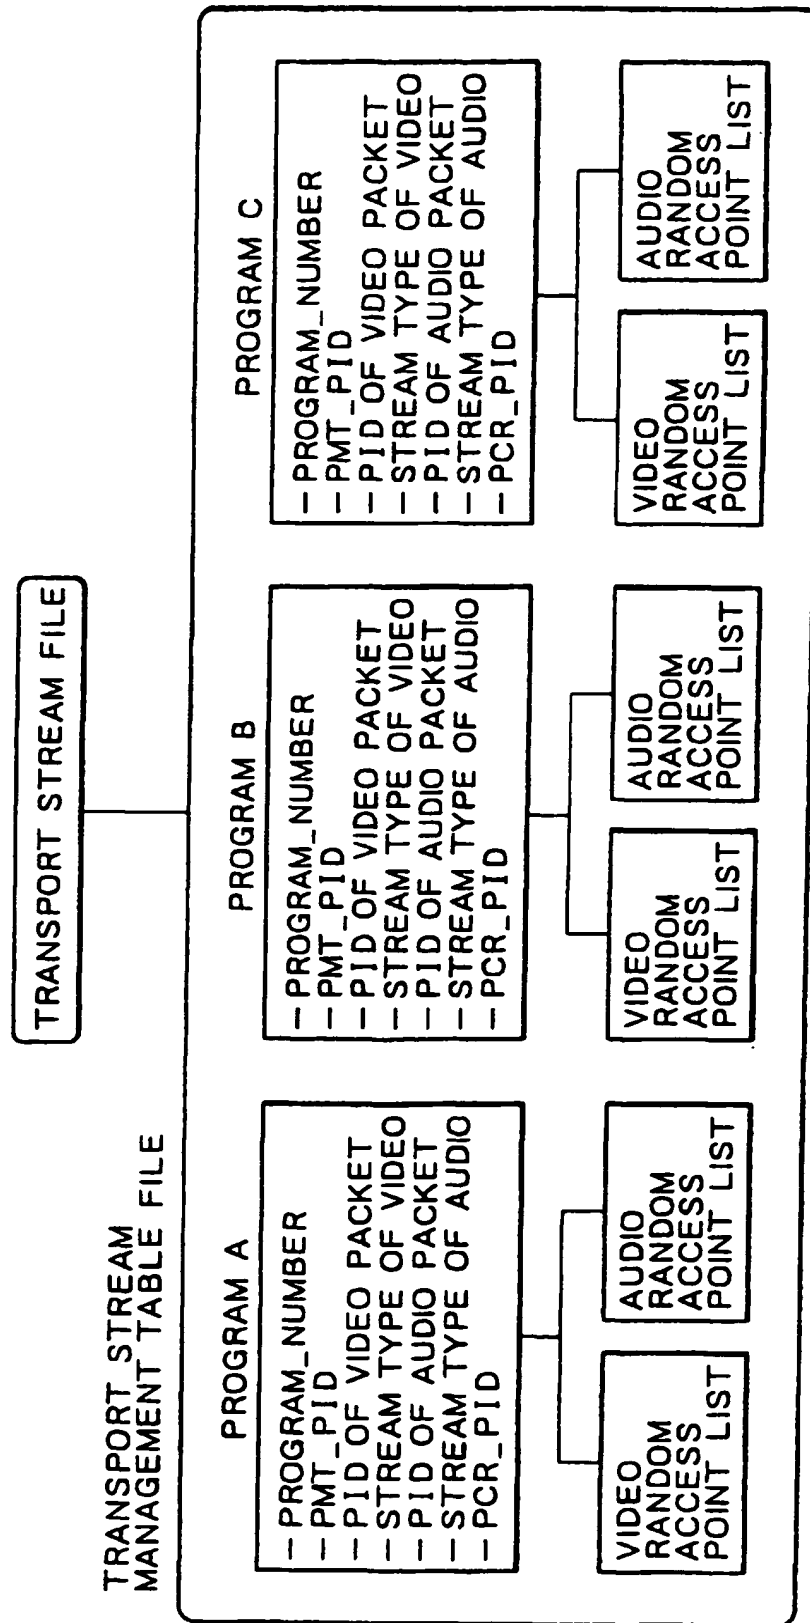 TRANSPORT STREAM FILE
TRANSPORT STREAM
MANAGEMENT TABLE FILE
PROGRAM A
— PROGRAM_NUMBER
— PMT_PID
— PID OF VIDEO PACKET
— STREAM TYPE OF VIDEO
— PID OF AUDIO PACKET
— STREAM TYPE OF AUDIO
— PCR_PID
VIDEO
RANDOM
ACCESS
POINT LIST
AUDIO
RANDOM
ACCESS
POINT LIST
PROGRAM B
— PROGRAM_NUMBER
— PMT_PID
— PID OF VIDEO PACKET
— STREAM TYPE OF VIDEO
— PID OF AUDIO PACKET
— STREAM TYPE OF AUDIO
— PCR_PID
VIDEO
RANDOM
ACCESS
POINT LIST
AUDIO
RANDOM
ACCESS
POINT LIST
PROGRAM C
— PROGRAM_NUMBER
— PMT_PID
— PID OF VIDEO PACKET
— STREAM TYPE OF VIDEO
— PID OF AUDIO PACKET
— STREAM TYPE OF AUDIO
— PCR_PID
VIDEO
RANDOM
ACCESS
POINT LIST
AUDIO
RANDOM
ACCESS
POINT LIST